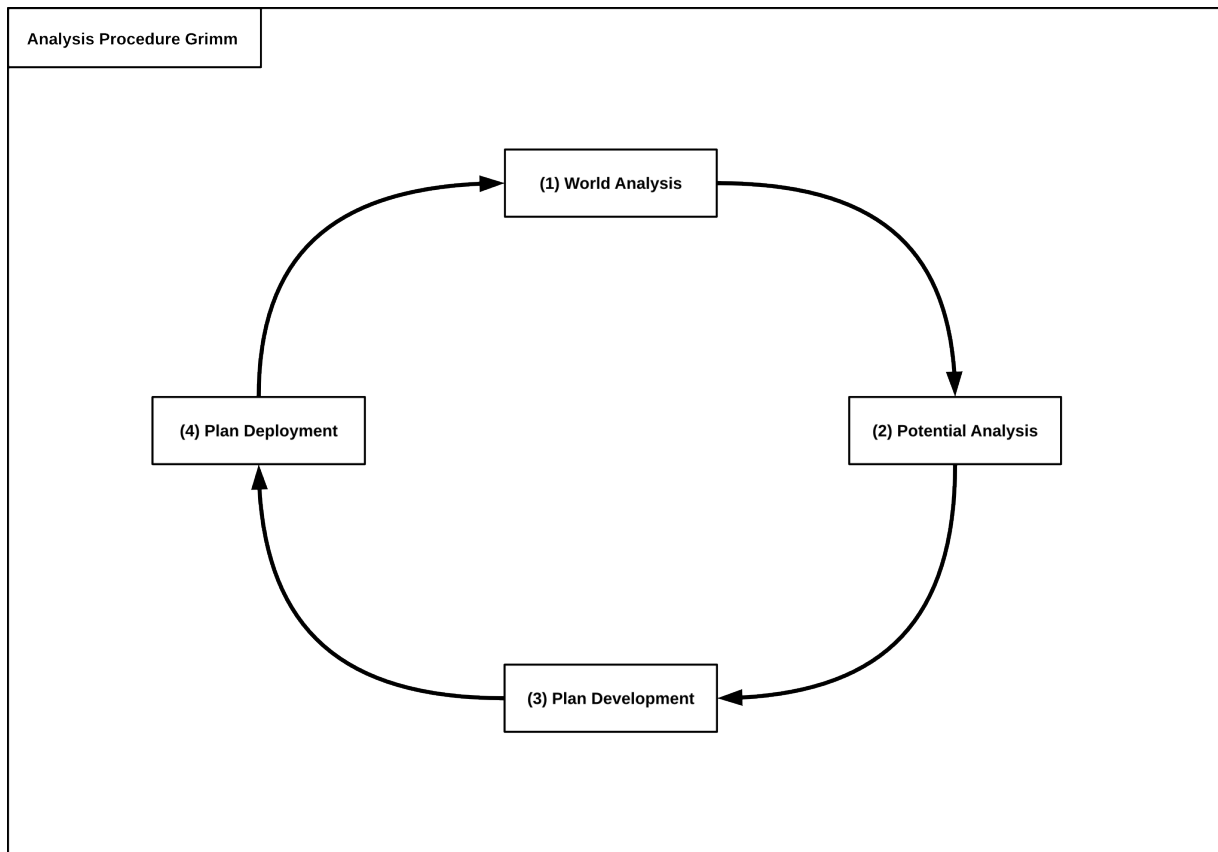 Analysis Procedure Grimm
(1) World Analysis
(4) Plan Deployment
(2) Potential Analysis
(3) Plan Development